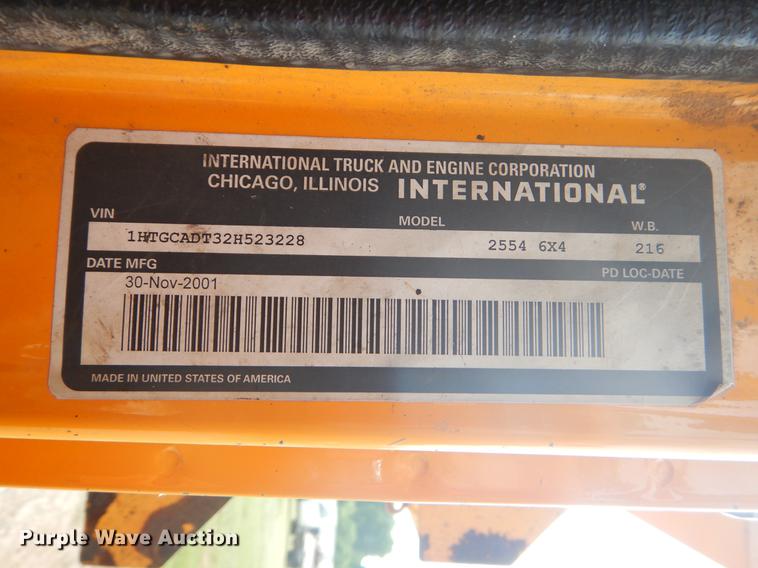 INTERNATIONAL TRUCK AND ENGINE CORPORATION
CHICAGO, ILLINOIS INTERNATIONAL®
VIN MODEL W.B.
1HTGCADT32H523228 2554 6X4 216
DATE MFG PD LOC-DATE
30-Nov-2001
MADE IN UNITED STATES OF AMERICA
Purple Wave Auction